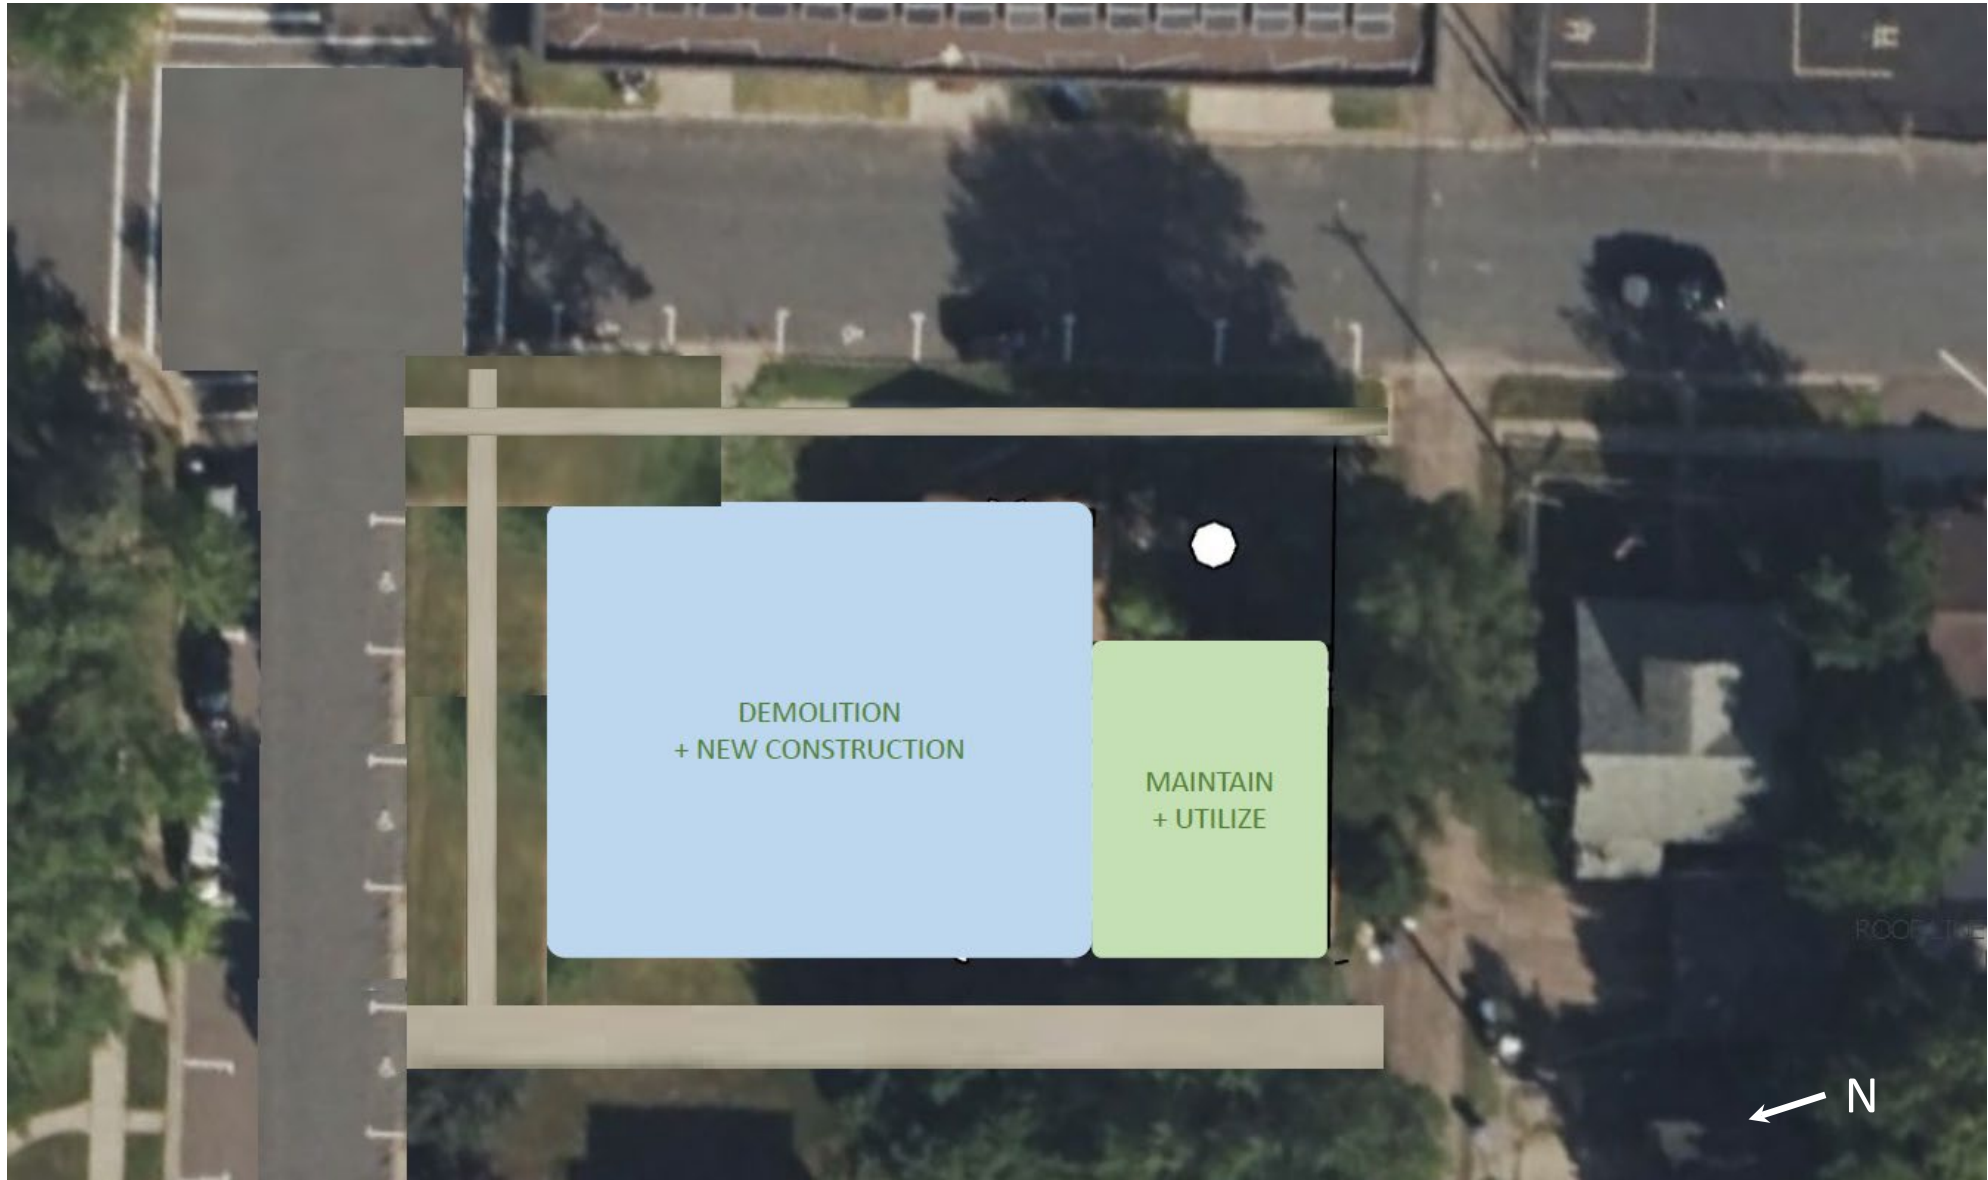 DEMOLITION
+ NEW CONSTRUCTION
MAINTAIN
+ UTILIZE
N